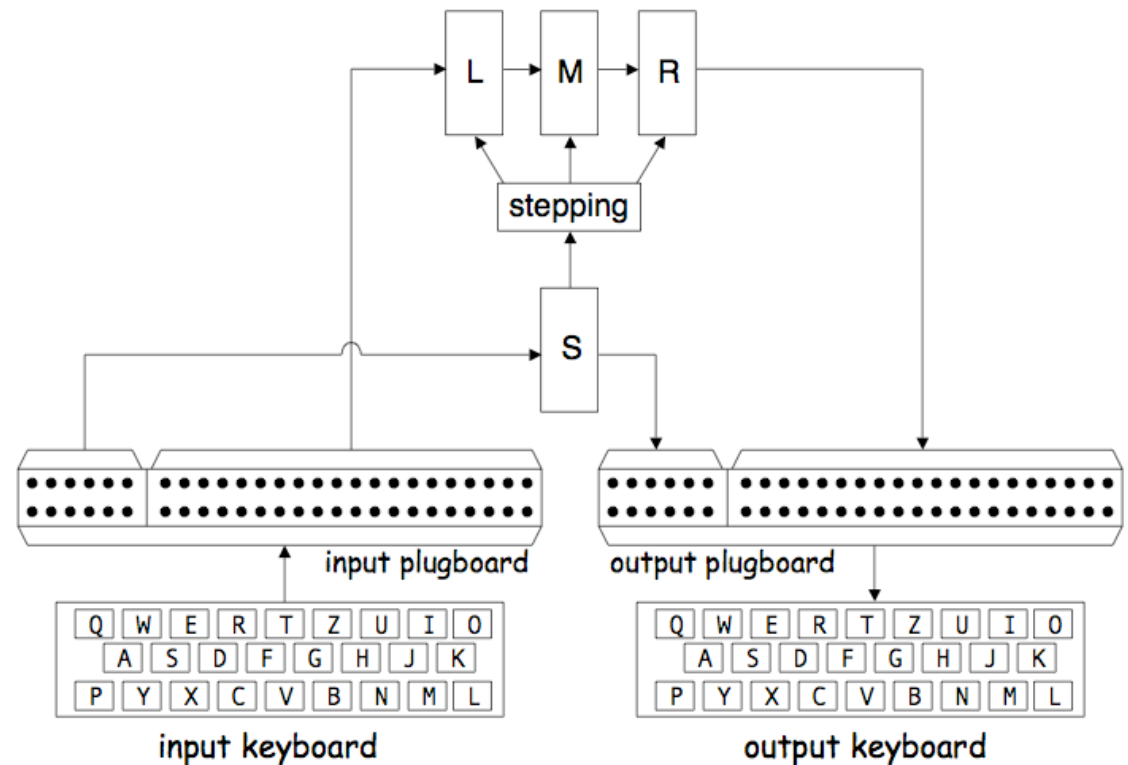 L M R
stepping
S
input plugboard output plugboard
Q W E R T Z U I O Q W E R T Z U I O
A S D F G H J K A S D F G H J K
P Y X C V B N M L P Y X C V B N M L
input keyboard output keyboard